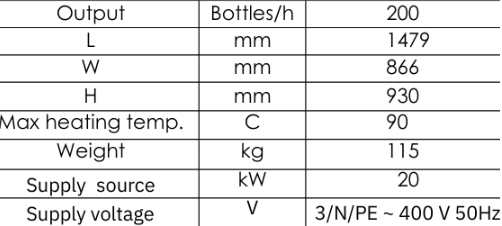 Output Bottles/h 200
L mm 1479
W mm 866
H mm 930
Max heating temp. C 90
Weight kg 115
Supply source kW 20
Supply voltage V 3/N/PE ~ 400 V 50Hz